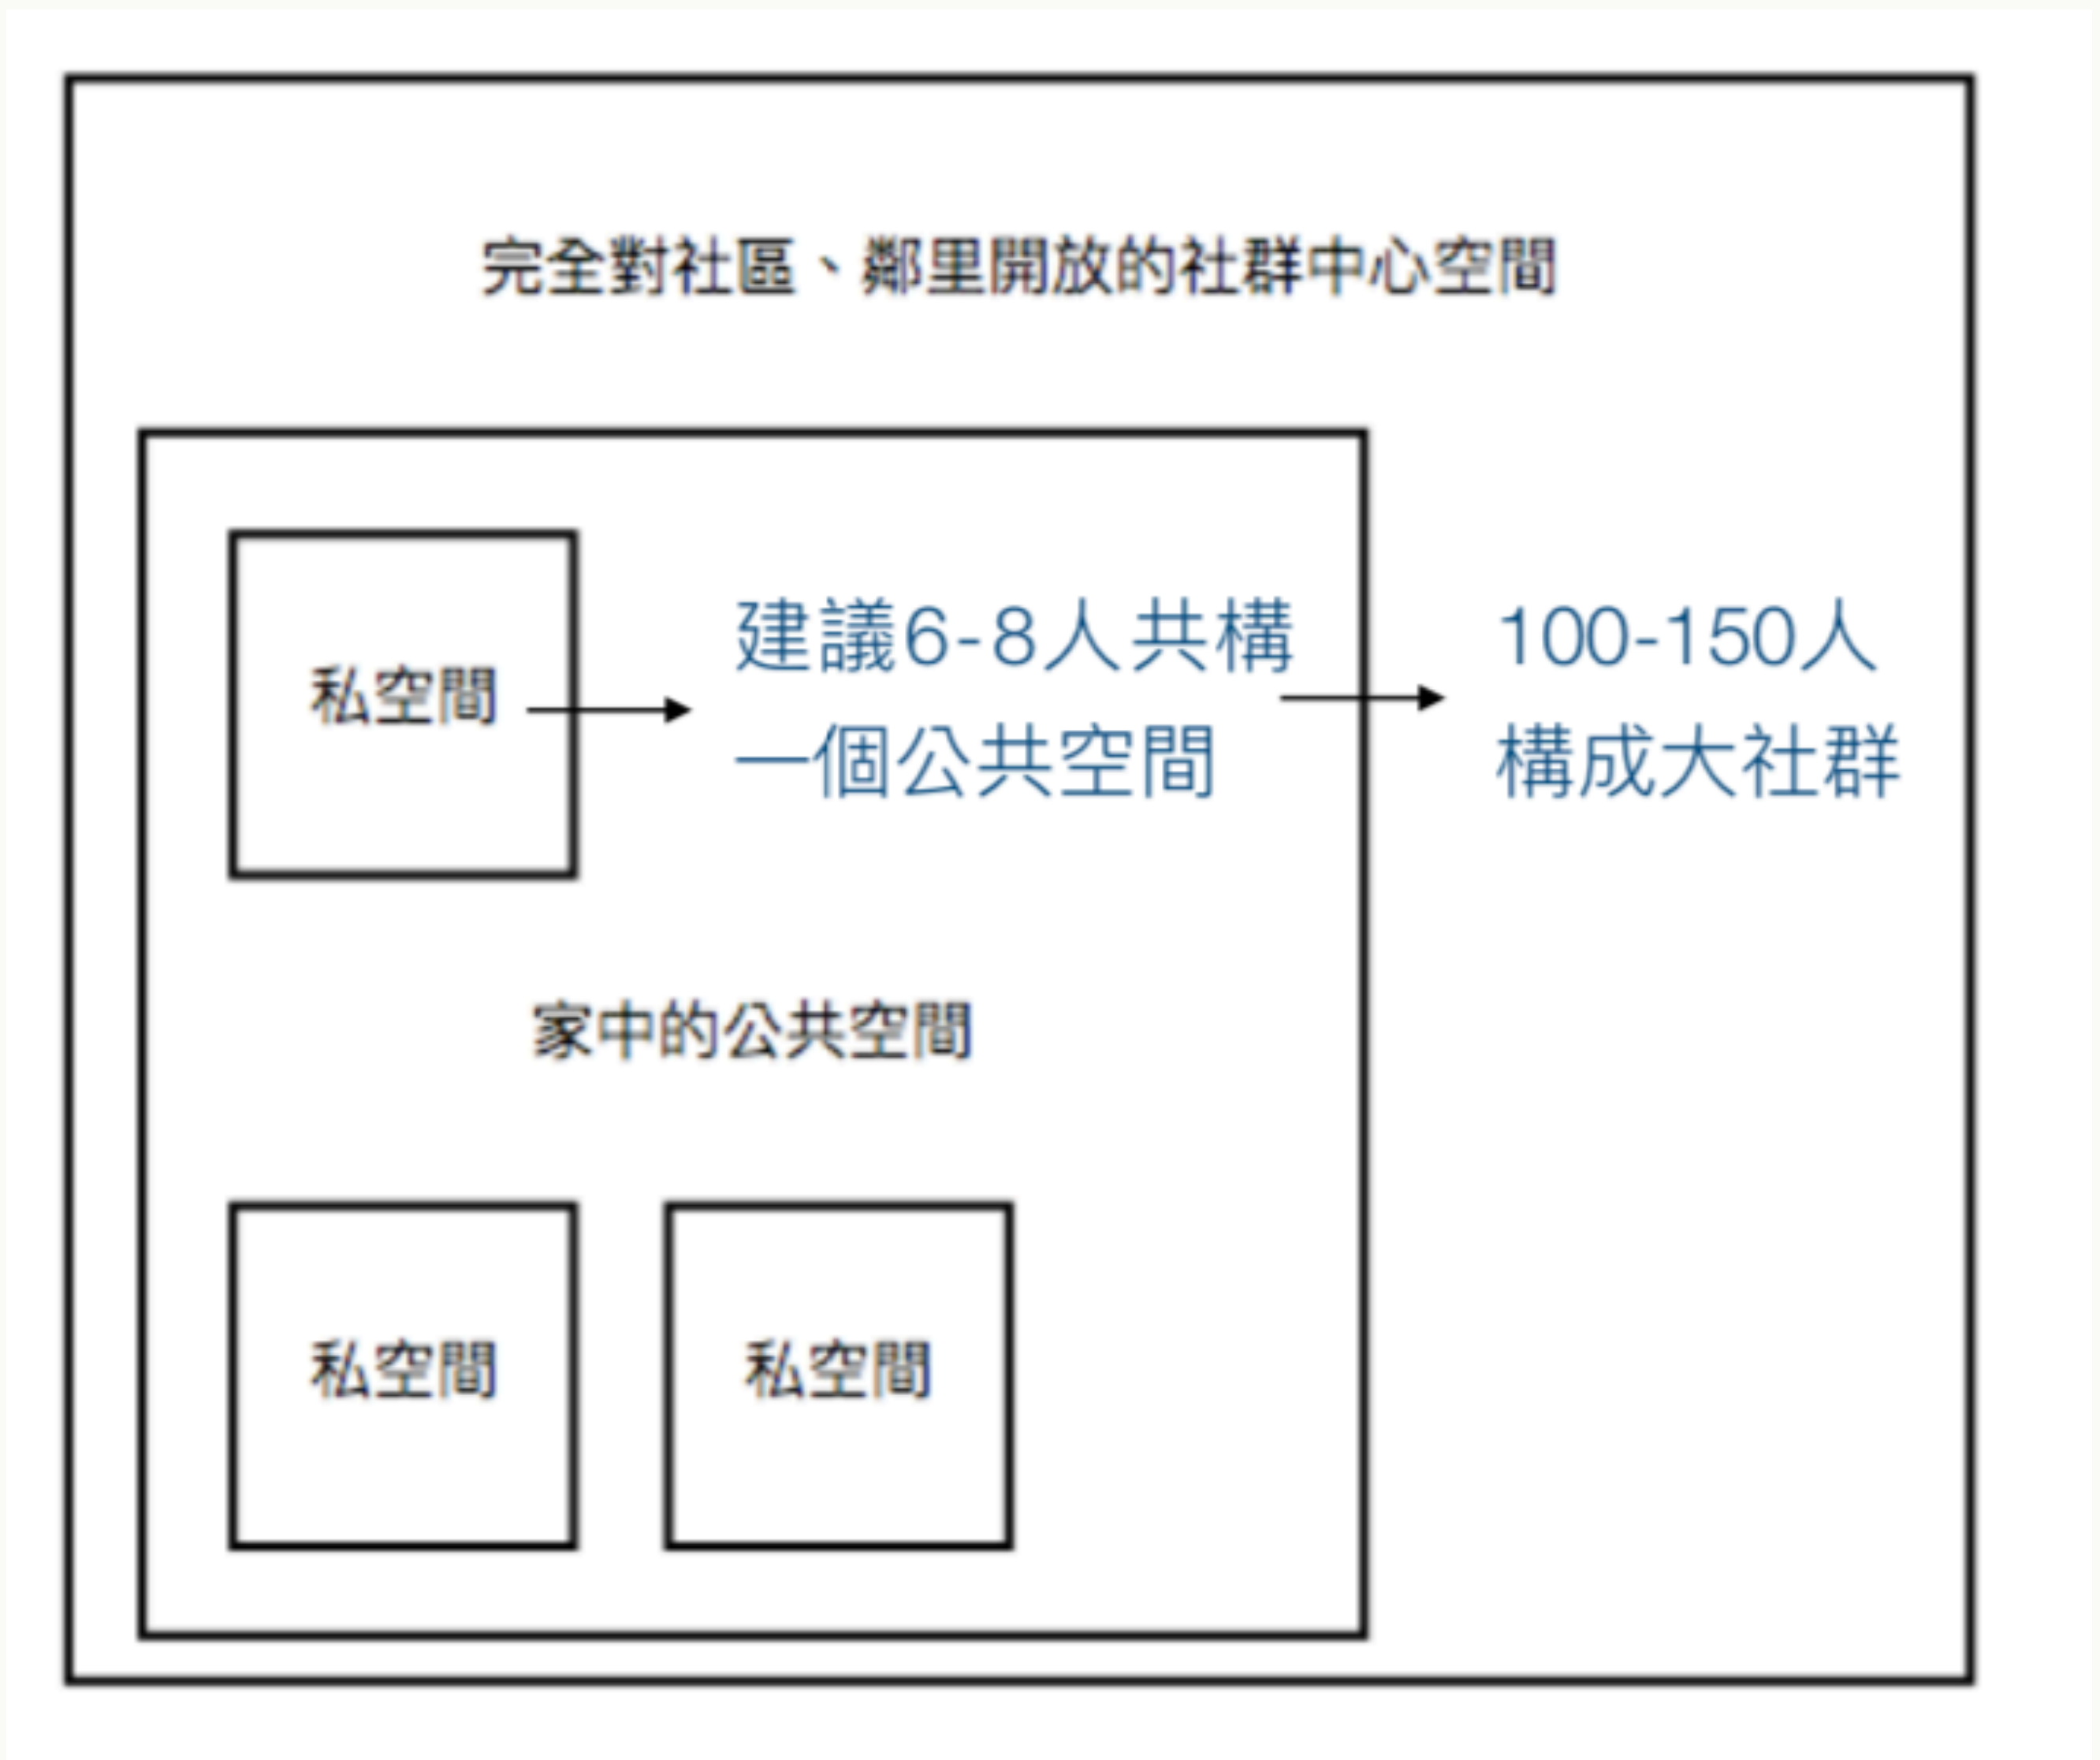 完全對社區、鄰里開放的社群中心空間
私空間
建議6-8人共構
一個公共空間
100-150人
構成大社群
家中的公共空間
私空間
私空間